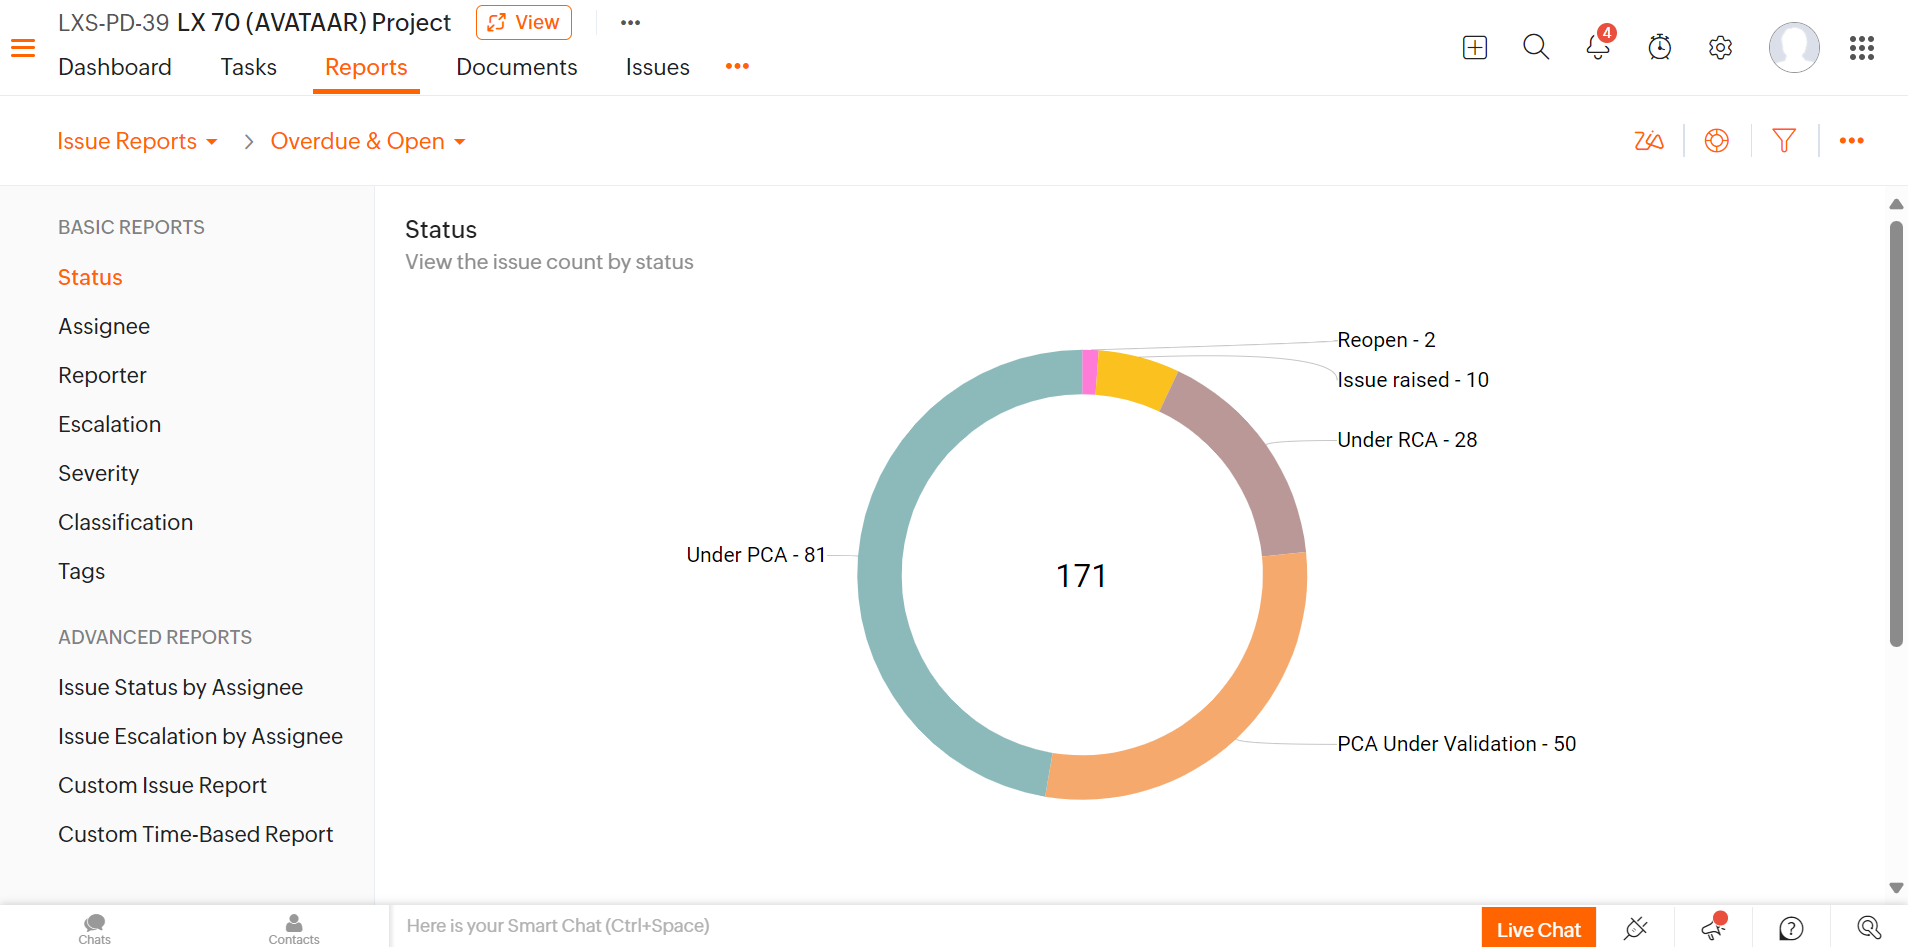 LXS-PD-39 LX 70 (AVATAAR) Project View
Dashboard Tasks Reports Documents Issues
4
Issue Reports > Overdue & Open
Zia
BASIC REPORTS
Status
Assignee
Reporter
Escalation
Severity
Classification
Tags
ADVANCED REPORTS
Issue Status by Assignee
Issue Escalation by Assignee
Custom Issue Report
Custom Time-Based Report
Status
View the issue count by status
Reopen - 2
Issue raised - 10
Under RCA - 28
Under PCA - 81
171
PCA Under Validation - 50
Chats
Contacts
Here is your Smart Chat (Ctrl+Space)
Live Chat